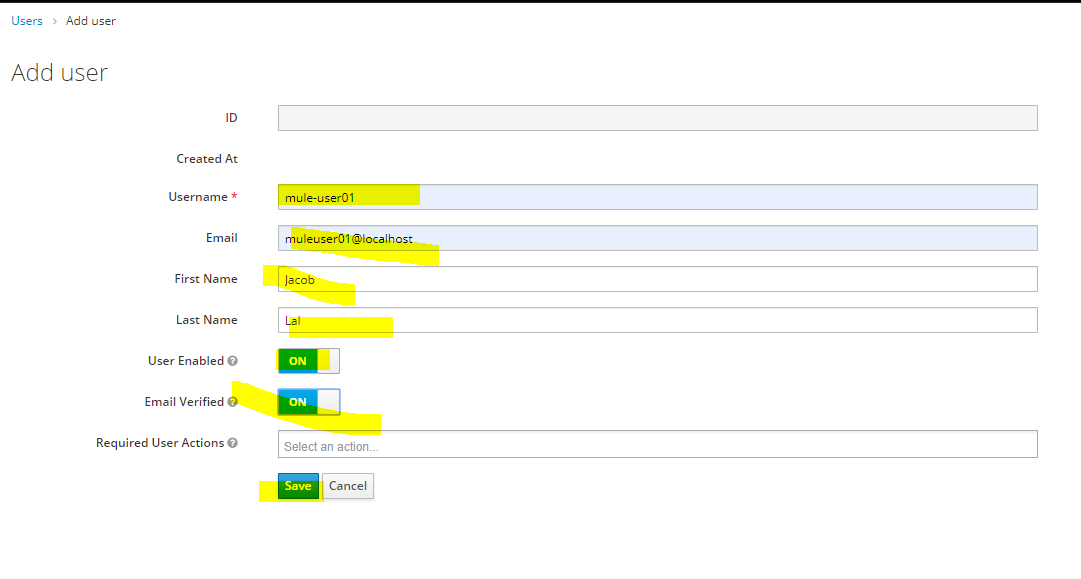 Users > Add user
Add user
ID
Created At
Username * mule-user01
Email muleuser01@localhost
First Name Jacob
Last Name Lal
User Enabled ON
Email Verified ON
Required User Actions Select an action...
Save Cancel